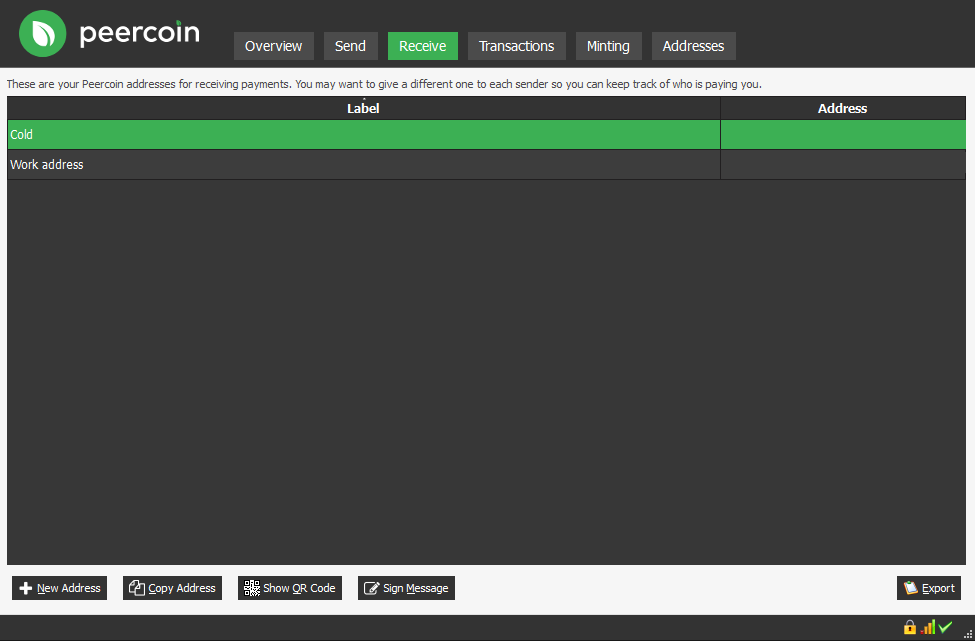 peercoin
Overview Send Receive Transactions Minting Addresses
These are your Peercoin addresses for receiving payments. You may want to give a different one to each sender so you can keep track of who is paying you.
Label Address
Cold
Work address
New Address Copy Address Show QR Code Sign Message Export